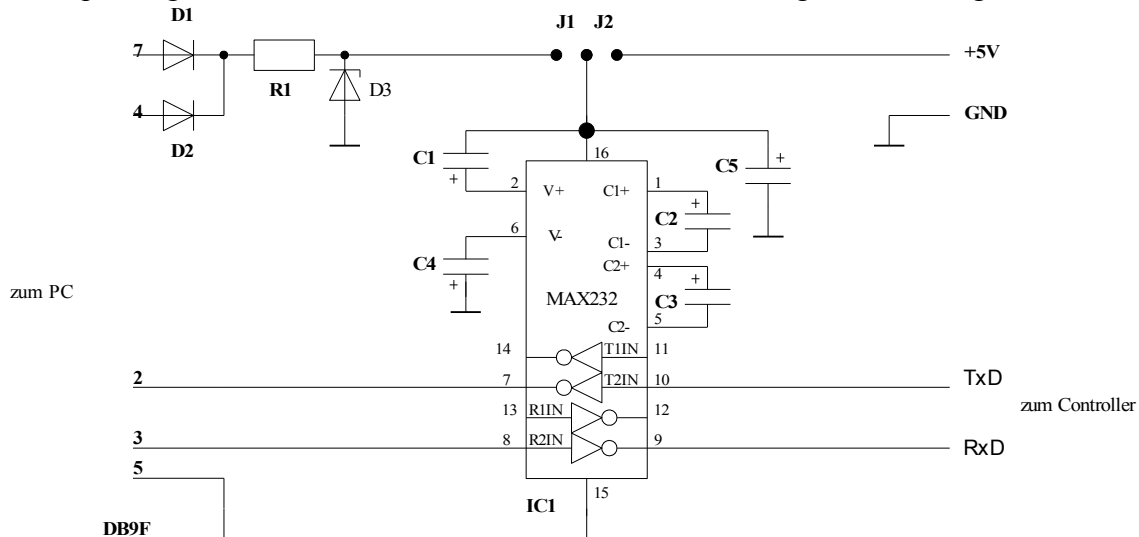 D1
J1 J2
7
+5V
R1
D3
4
GND
D2
C1
+
16
C5
+
2
V+
C1+
1
+
C2
6
V-
C1-
3
C4
+
C2+
4
+
C3
zum PC
MAX232
C2-
5
14
T1IN
11
2
7
T2IN
10
TxD
zum Controller
13
R1IN
12
3
8
R2IN
9
RxD
5
IC1
15
DB9F